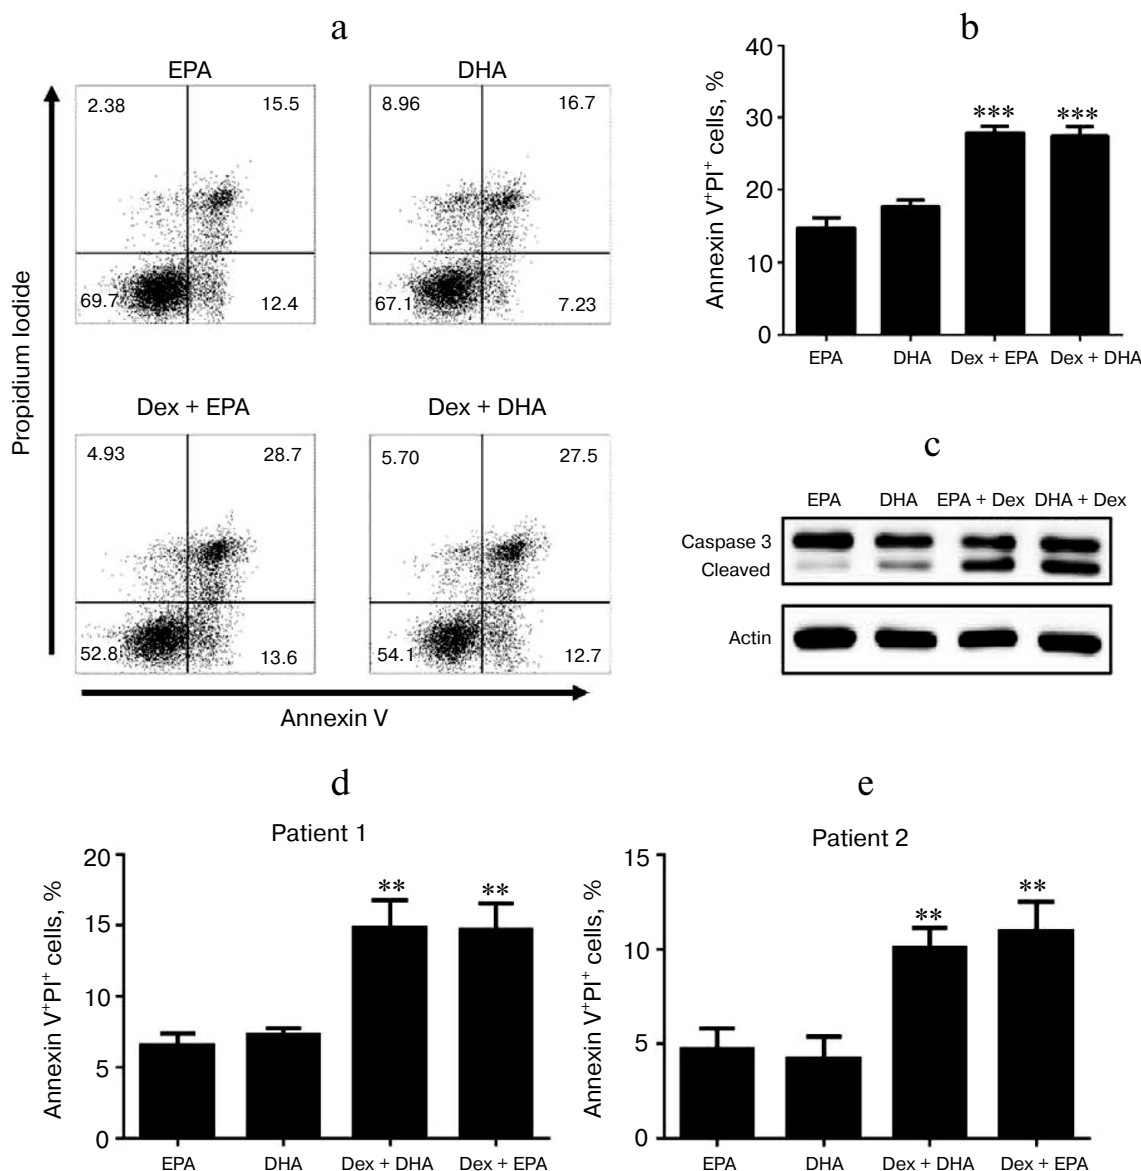 a
EPA
DHA
2.38
15.5
69.7
12.4
8.96
16.7
67.1
7.23
Dex + EPA
Dex + DHA
4.93
28.7
52.8
13.6
5.70
27.5
54.1
12.7
Propidium Iodide
Annexin V
b
Annexin V⁺PI⁺ cells, %
40
30
20
10
0
***
***
EPA
DHA
Dex + EPA
Dex + DHA
c
EPA
DHA
EPA + Dex
DHA + Dex
Caspase 3
Cleaved
Actin
d
Patient 1
Annexin V⁺PI⁺ cells, %
20
15
10
5
0
**
**
EPA
DHA
Dex + DHA
Dex + EPA
e
Patient 2
Annexin V⁺PI⁺ cells, %
15
10
5
0
**
**
EPA
DHA
Dex + DHA
Dex + EPA